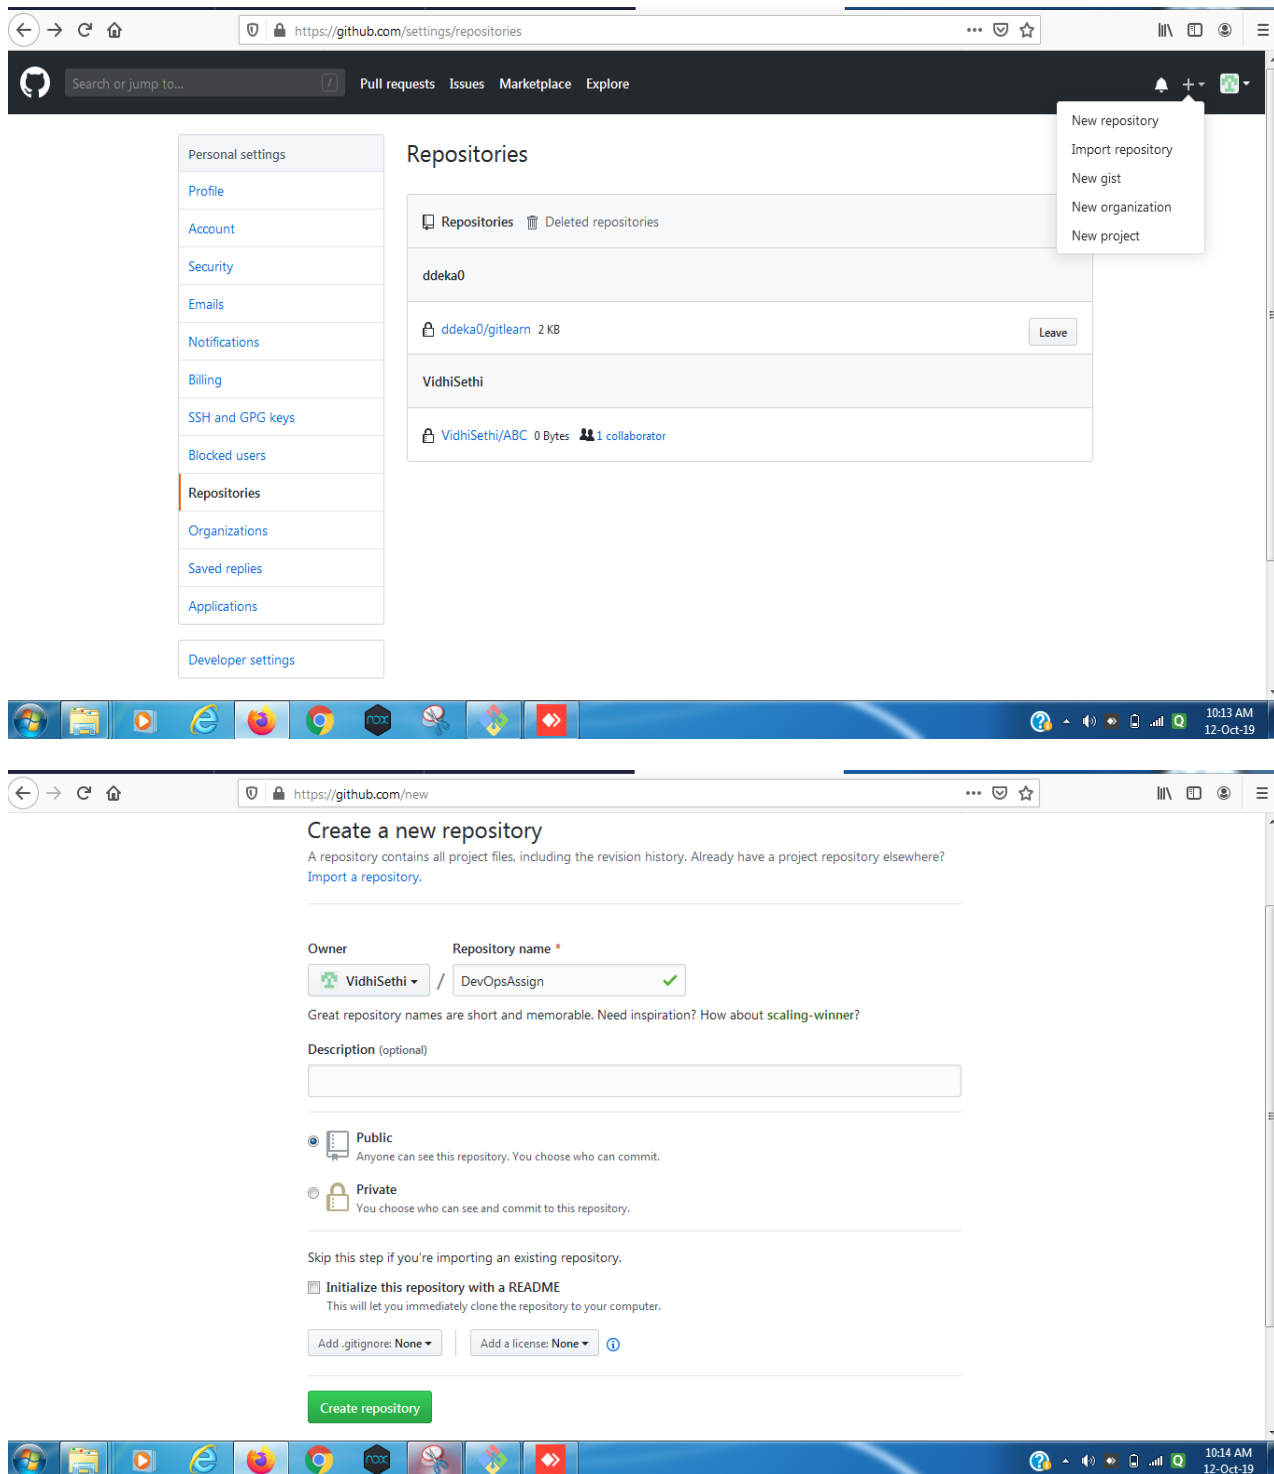 https://github.com/settings/repositories
Search or jump to...
/
Pull requests Issues Marketplace Explore
New repository
Import repository
New gist
New organization
New project
Personal settings
Profile
Account
Security
Emails
Notifications
Billing
SSH and GPG keys
Blocked users
Repositories
Organizations
Saved replies
Applications
Developer settings
Repositories
Repositories Deleted repositories
ddeka0
ddeka0/gitlearn 2 KB
Leave
VidhiSethi
VidhiSethi/ABC 0 Bytes 1 collaborator
nox
10:13 AM
12-Oct-19
https://github.com/new
Create a new repository
A repository contains all project files, including the revision history. Already have a project repository elsewhere?
Import a repository.
Owner Repository name *
VidhiSethi / DevOpsAssign
Great repository names are short and memorable. Need inspiration? How about scaling-winner?
Description (optional)
Public
Anyone can see this repository. You choose who can commit.
Private
You choose who can see and commit to this repository.
Skip this step if you're importing an existing repository.
Initialize this repository with a README
This will let you immediately clone the repository to your computer.
Add .gitignore: None Add a license: None
Create repository
nox
10:14 AM
12-Oct-19